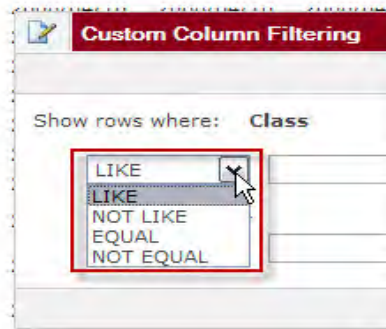 Custom Column Filtering
Show rows where: Class
LIKE
LIKE
NOT LIKE
EQUAL
NOT EQUAL